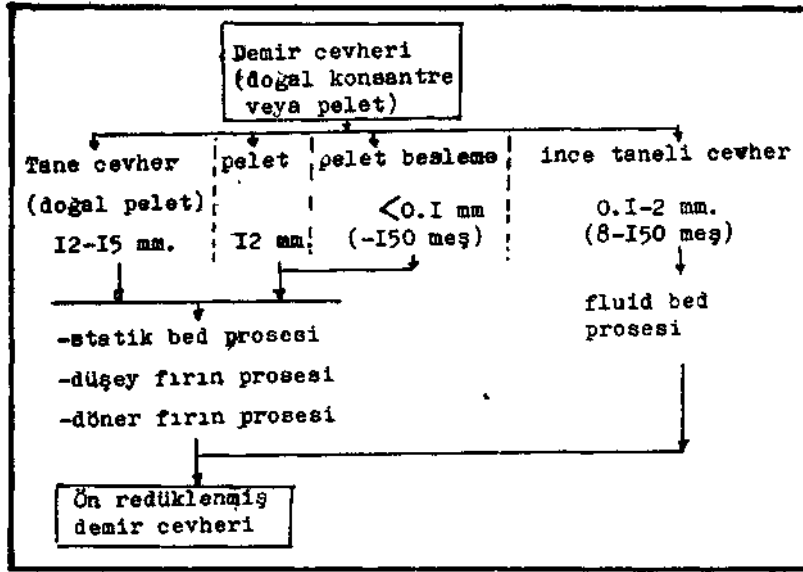 Demir cevheri
(doğal konsantre
veya pelet)
Tane cevher
(doğal pelet)
I2-I5 mm.
pelet
I2 mm.
pelet besleme
<0.I mm
(-I50 meş)
ince taneli cevher
0.I-2 mm.
(8-I50 meş)
fluid bed
prosesi
-statik bed prosesi
-düşey fırın prosesi
-döner fırın prosesi
Ön redüklenmiş
demir cevheri